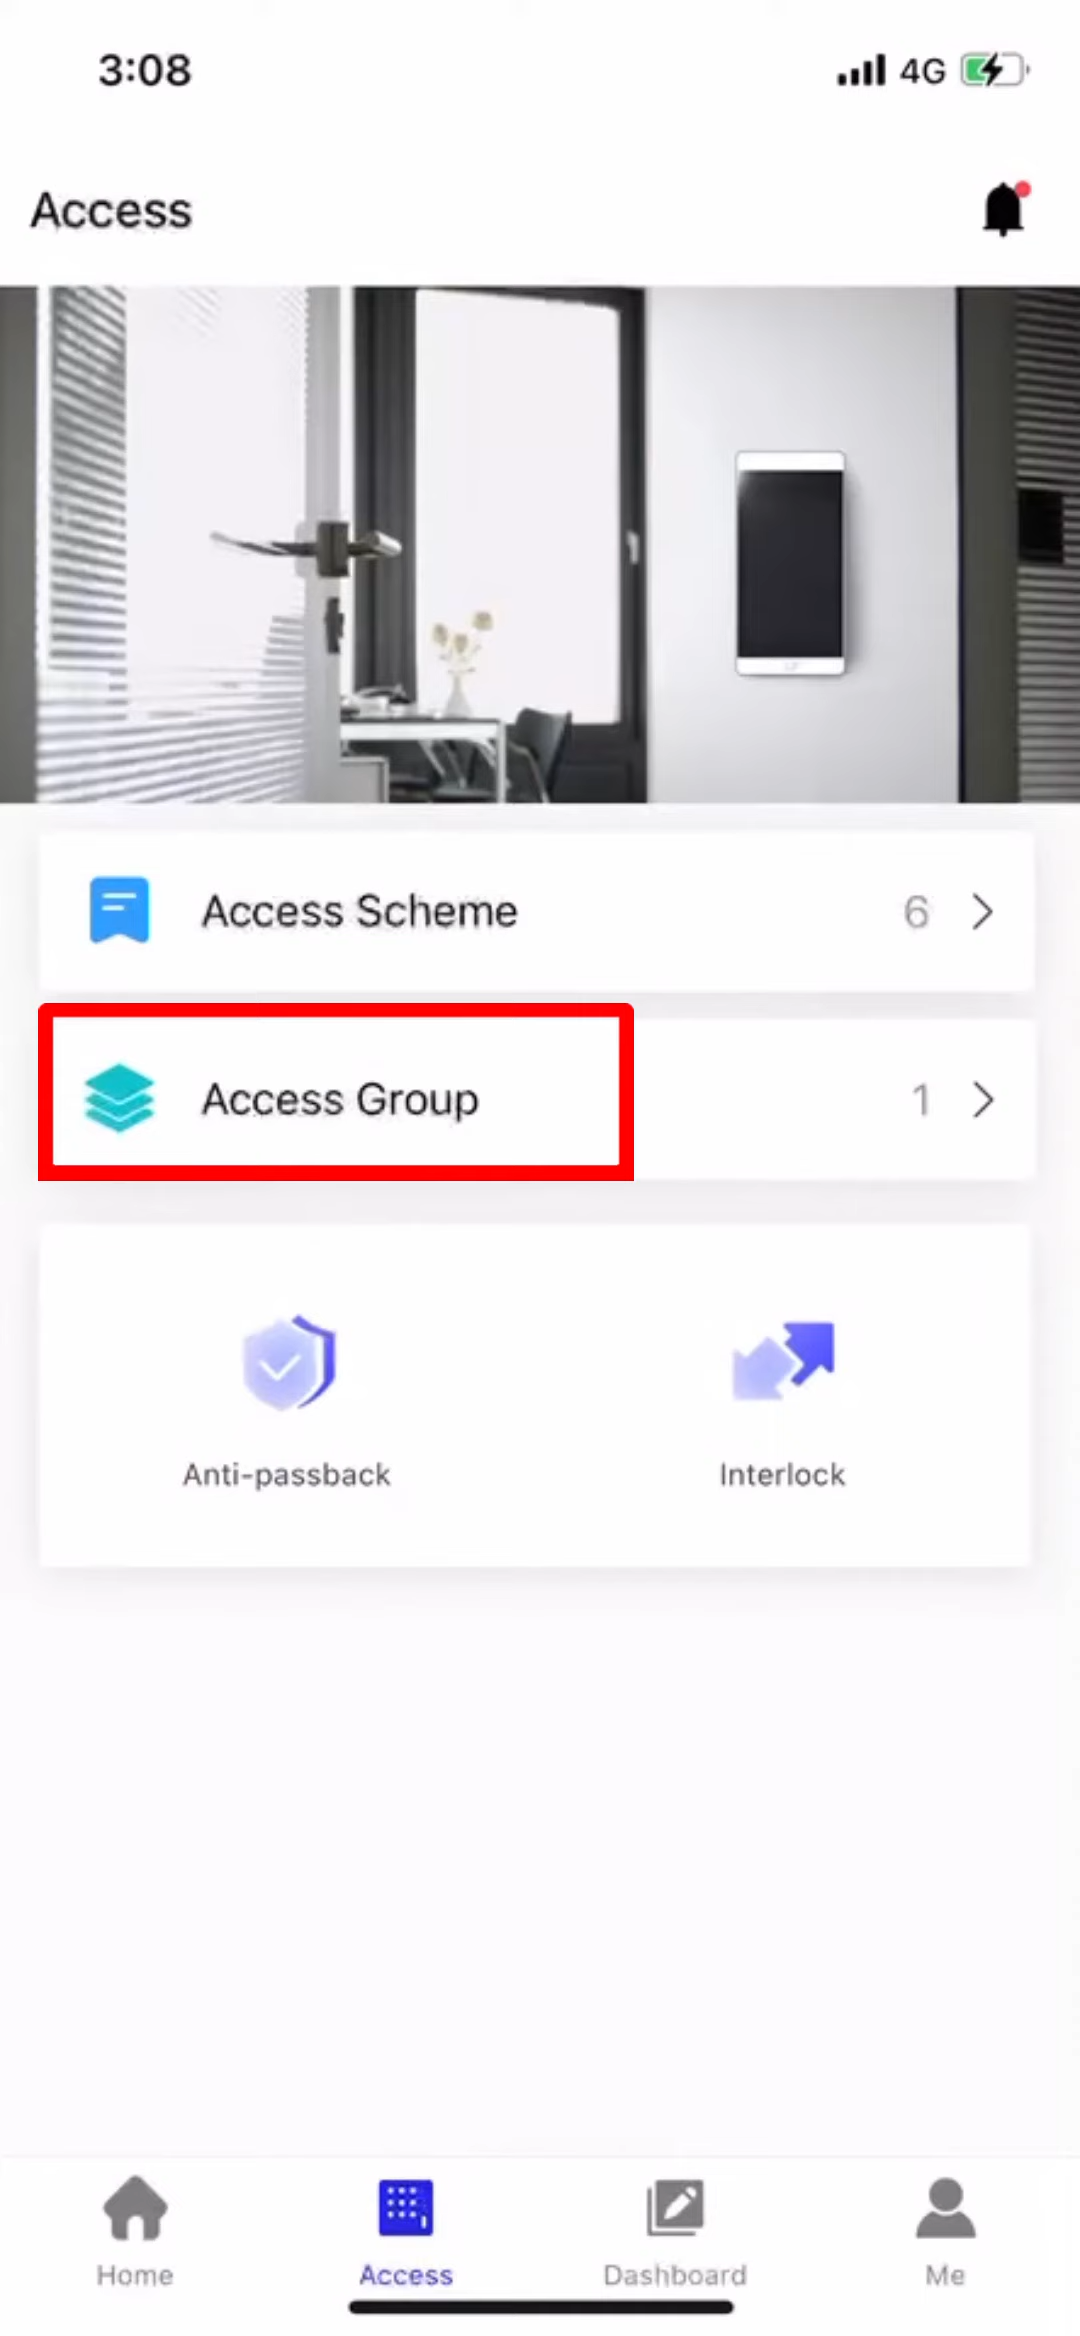 3:08
4G
Access
Access Scheme 6
Access Group 1
Anti-passback Interlock
Home Access Dashboard Me